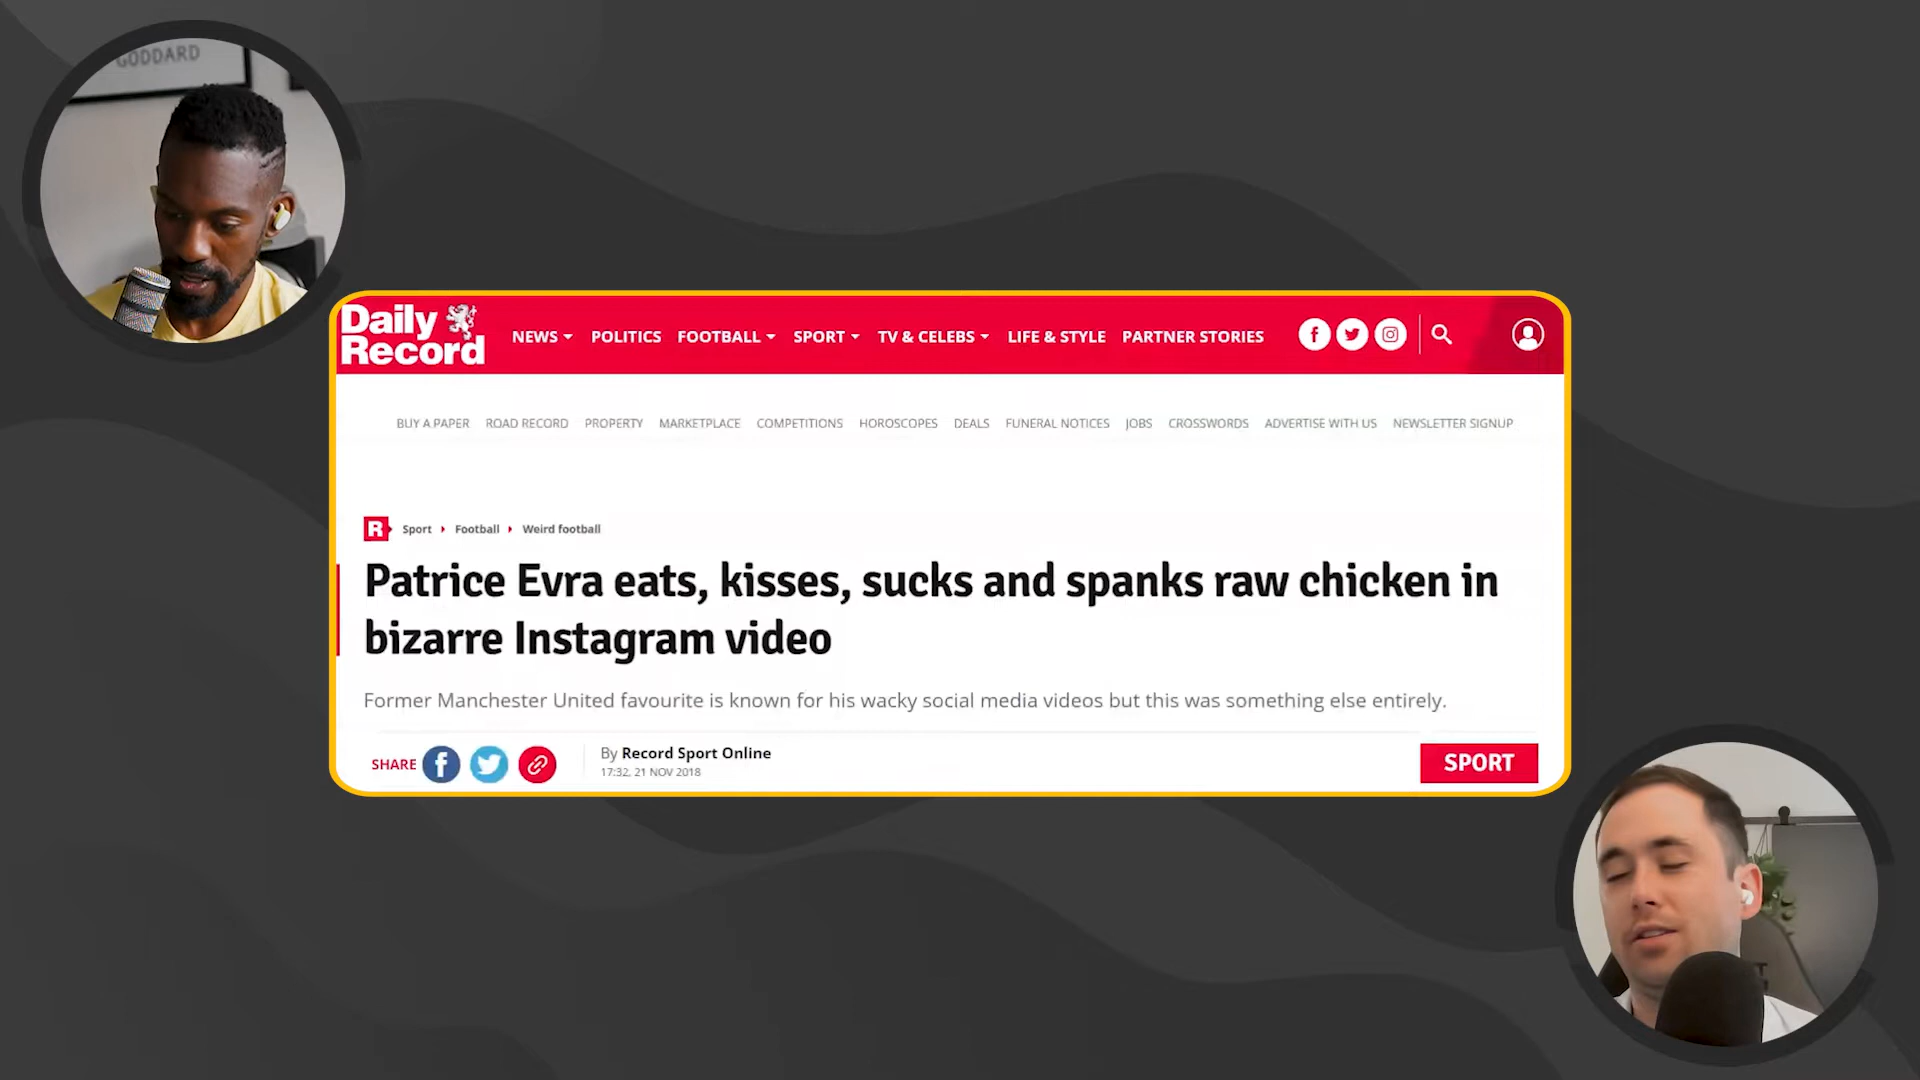 GODDARD
Daily
Record
NEWS POLITICS FOOTBALL SPORT TV & CELEBS LIFE & STYLE PARTNER STORIES
BUY A PAPER ROAD RECORD PROPERTY MARKETPLACE COMPETITIONS HOROSCOPES DEALS FUNERAL NOTICES JOBS CROSSWORDS ADVERTISE WITH US NEWSLETTER SIGNUP
R Sport Football Weird football
Patrice Evra eats, kisses, sucks and spanks raw chicken in
bizarre Instagram video
Former Manchester United favourite is known for his wacky social media videos but this was something else entirely.
SHARE
By Record Sport Online
17:32, 21 NOV 2018
SPORT